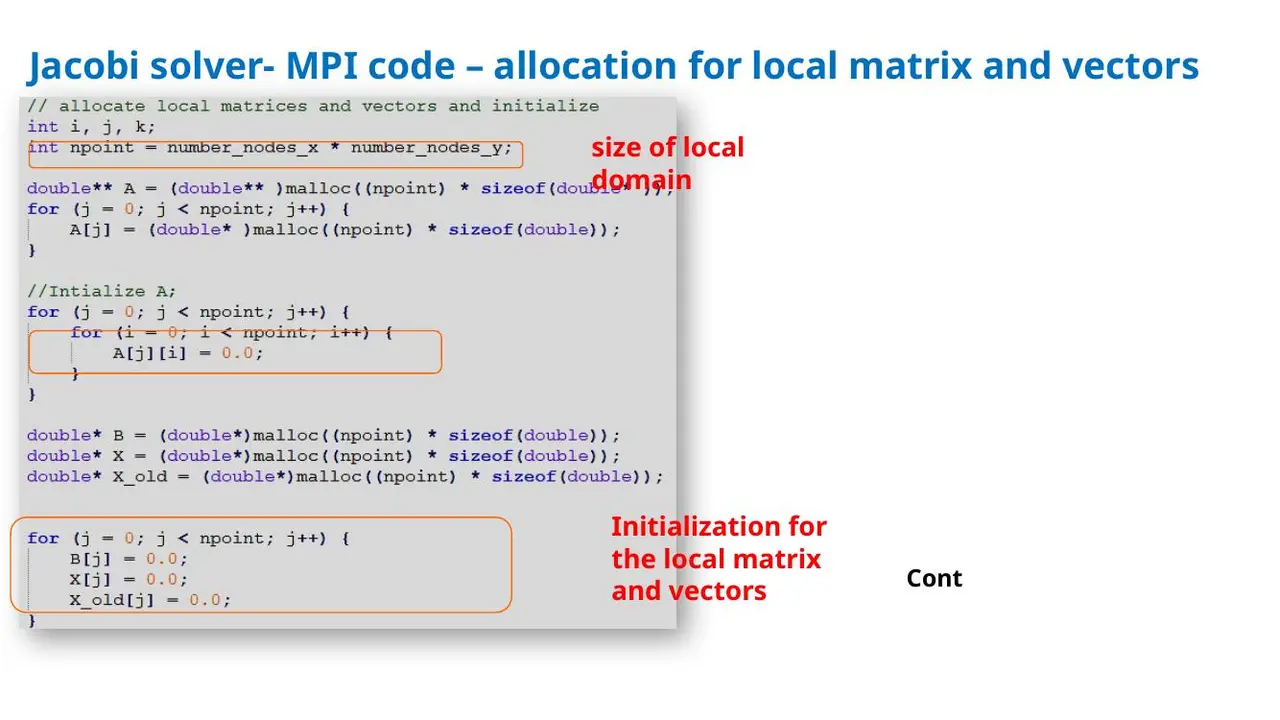 Jacobi solver- MPI code – allocation for local matrix and vectors
// allocate local matrices and vectors and initialize
int i, j, k;
int npoint = number_nodes_x * number_nodes_y;
size of local
domain
double** A = (double** )malloc((npoint) * sizeof(double* ));
for (j = 0; j < npoint; j++) {
A[j] = (double* )malloc((npoint) * sizeof(double));
}
//Intialize A;
for (j = 0; j < npoint; j++) {
for (i = 0; i < npoint; i++) {
A[j][i] = 0.0;
}
}
double* B = (double*)malloc((npoint) * sizeof(double));
double* X = (double*)malloc((npoint) * sizeof(double));
double* X_old = (double*)malloc((npoint) * sizeof(double));
for (j = 0; j < npoint; j++) {
B[j] = 0.0;
X[j] = 0.0;
X_old[j] = 0.0;
}
Initialization for
the local matrix
and vectors
Cont